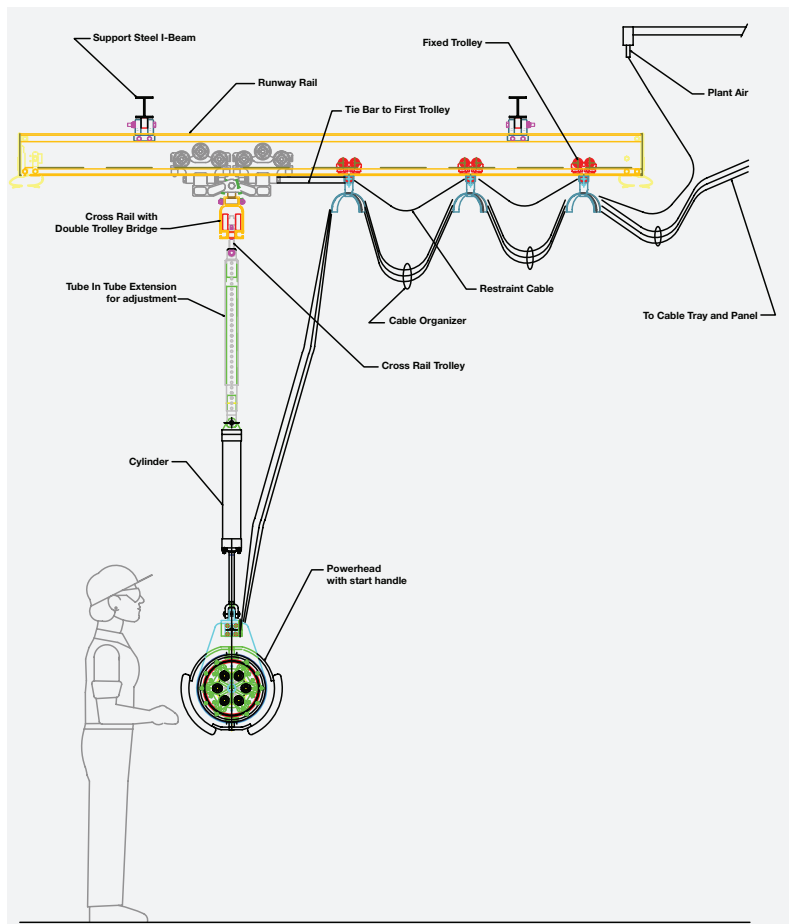 Support Steel I-Beam
Fixed Trolley
Runway Rail
Plant Air
Tie Bar to First Trolley
Cross Rail with
Double Trolley Bridge
Tube In Tube Extension
for adjustment
Restraint Cable
To Cable Tray and Panel
Cable Organizer
Cross Rail Trolley
Cylinder
Powerhead
with start handle